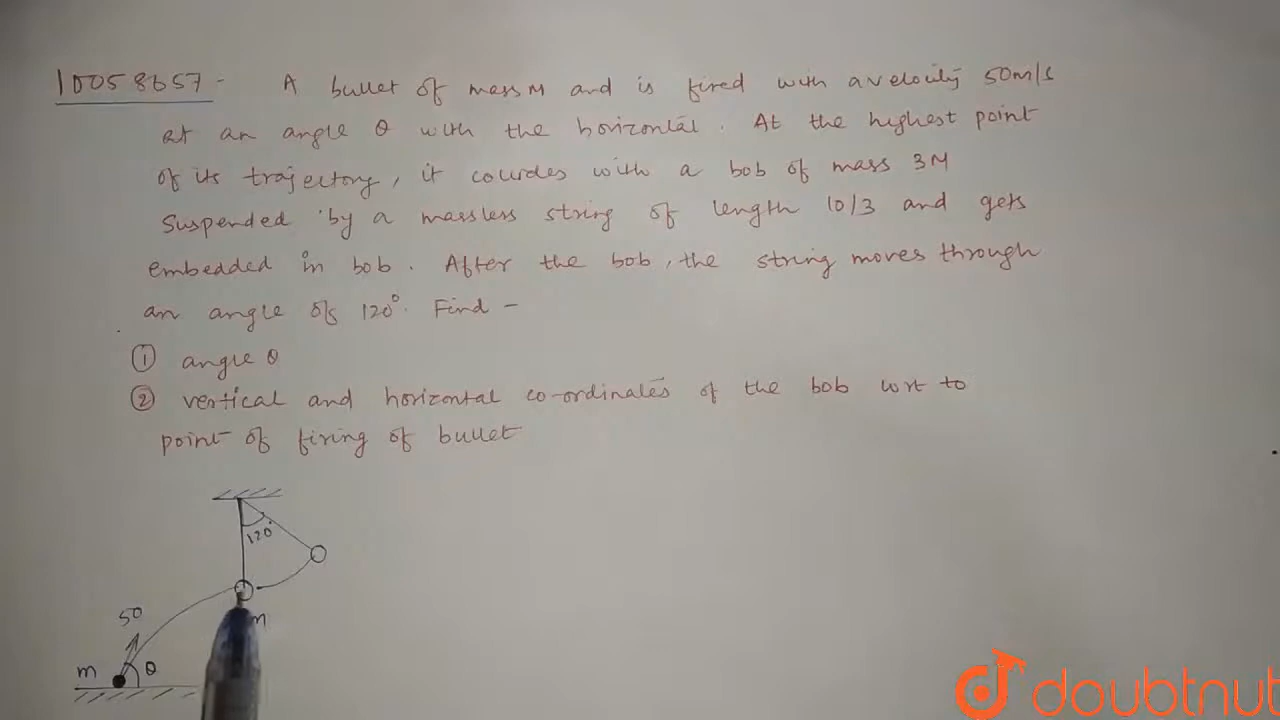 10058657 - A bullet of mass M and is fired with a velocity 50m/s
at an angle θ with the horizontal. At the highest point
of its trajectory, it coludes with a bob of mass 3M
suspended by a massless string of length 10/3 and gets
embedded in bob. After the bob, the string moves through
an angle of 120°. Find -
① angle θ
② vertical and horizontal co-ordinates of the bob wrt to
point of firing of bullet
120°
50
m
θ
doubtnut